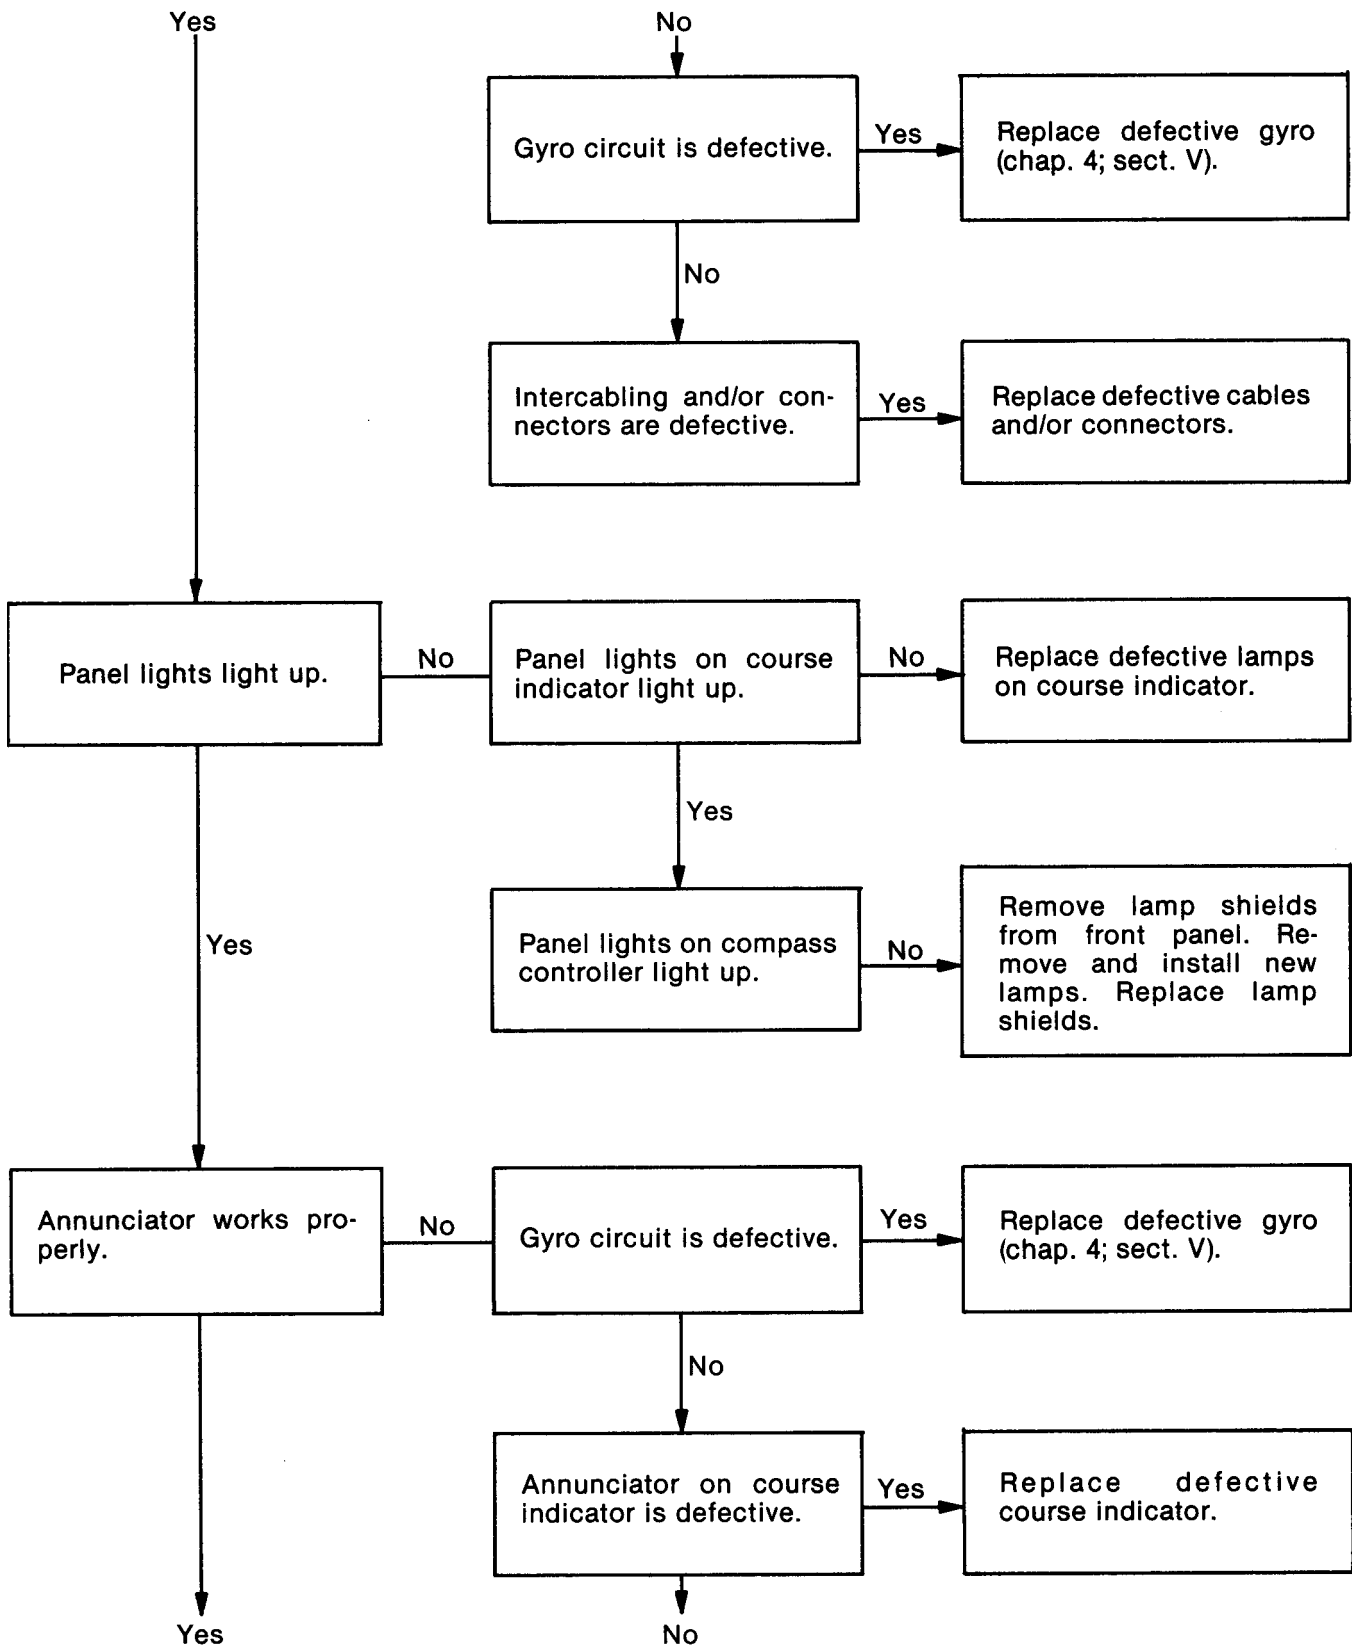 Yes
No
Gyro circuit is defective.
Yes
Replace defective gyro
(chap. 4; sect. V).
No
Intercabling and/or con-
nectors are defective.
Yes
Replace defective cables
and/or connectors.
Panel lights light up.
No
Panel lights on course
indicator light up.
No
Replace defective lamps
on course indicator.
Yes
Yes
Panel lights on compass
controller light up.
No
Remove lamp shields
from front panel. Re-
move and install new
lamps. Replace lamp
shields.
Annunciator works pro-
perly.
No
Gyro circuit is defective.
Yes
Replace defective gyro
(chap. 4; sect. V).
No
Annunciator on course
indicator is defective.
Yes
Replace defective
course indicator.
Yes
No